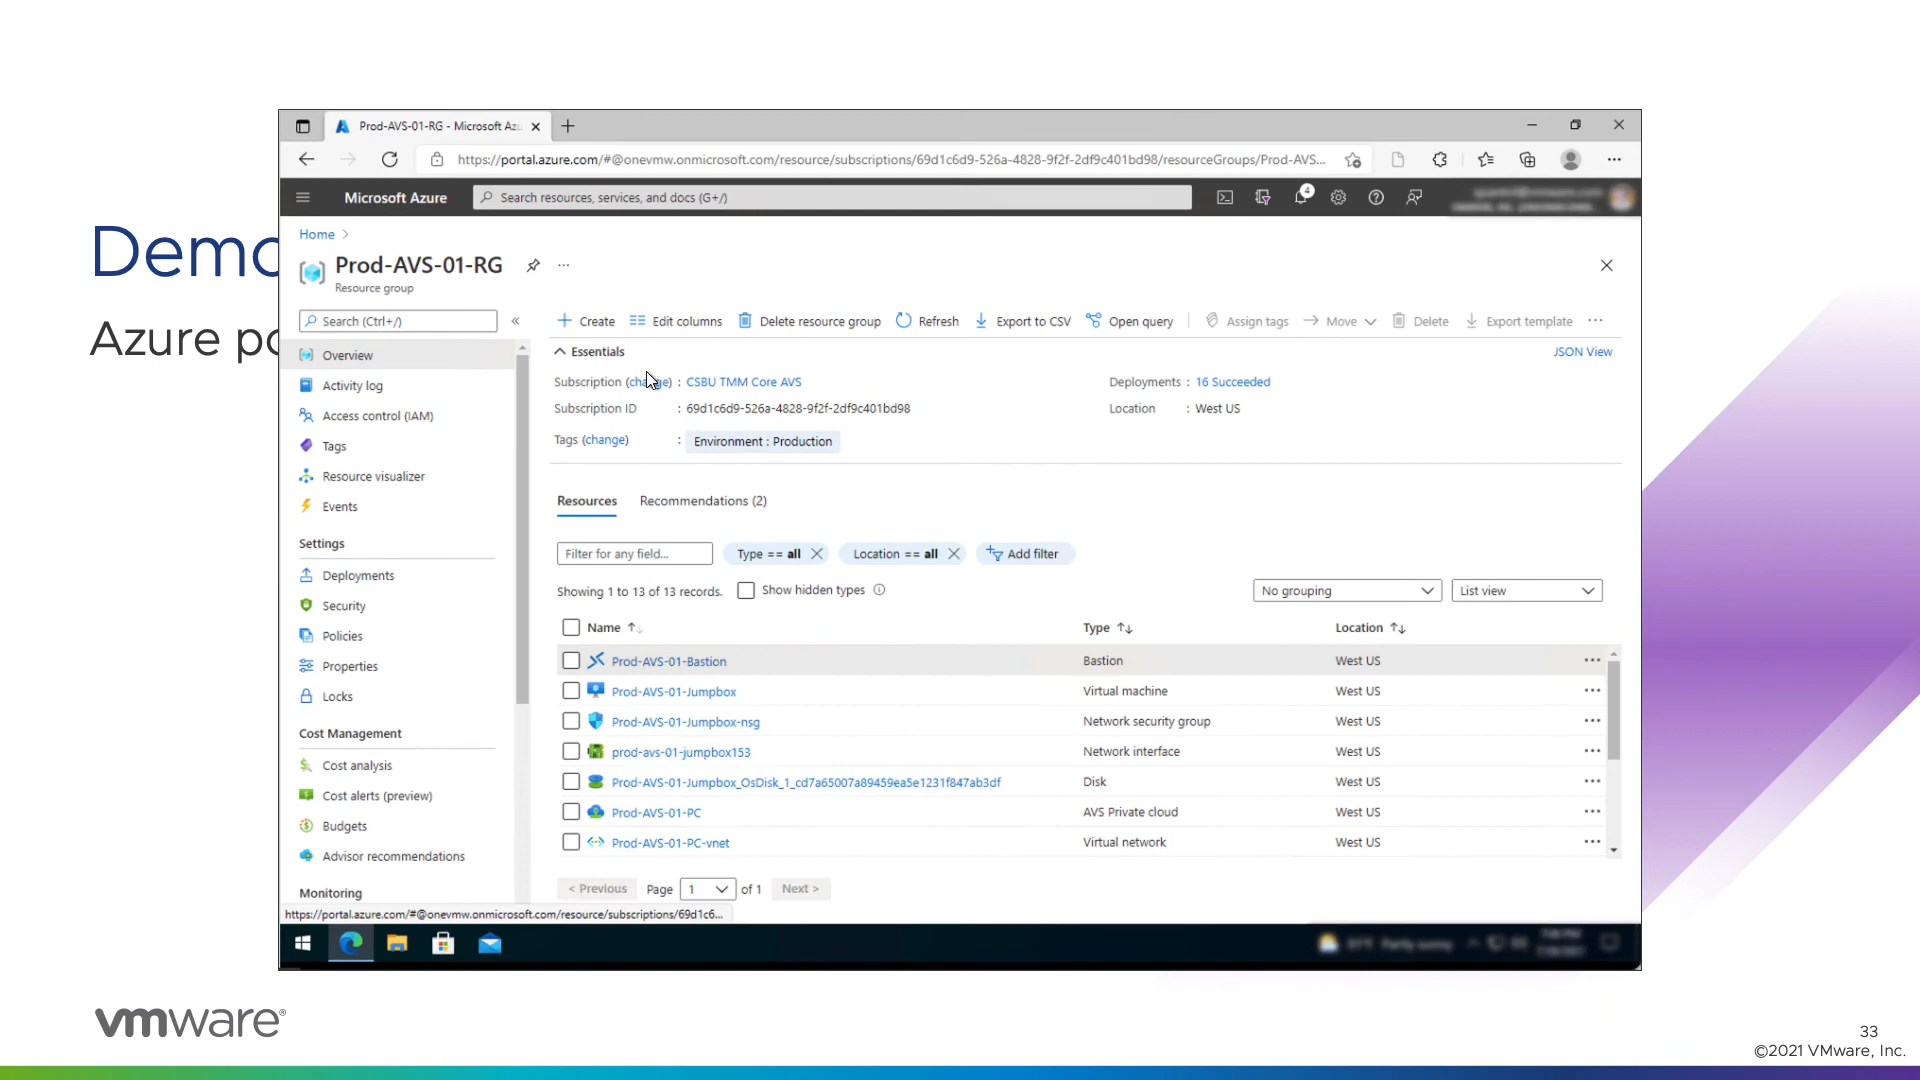 Demo
Azure po
Prod-AVS-01-RG - Microsoft Azu
https://portal.azure.com/#@onevmw.onmicrosoft.com/resource/subscriptions/69d1c6d9-526a-4828-9f2f-2df9c401bd98/resourceGroups/Prod-AVS...
Microsoft Azure
Search resources, services, and docs (G+/)
4
Home >
Prod-AVS-01-RG
Resource group
Search (Ctrl+/)
«
Create
Edit columns
Delete resource group
Refresh
Export to CSV
Open query
Assign tags
Move
Delete
Export template
Overview
Activity log
Access control (IAM)
Tags
Resource visualizer
Events
Settings
Deployments
Security
Policies
Properties
Locks
Cost Management
Cost analysis
Cost alerts (preview)
Budgets
Advisor recommendations
Monitoring
Essentials
JSON View
Subscription (change) : CSBU TMM Core AVS
Deployments : 16 Succeeded
Subscription ID : 69d1c6d9-526a-4828-9f2f-2df9c401bd98
Location : West US
Tags (change) : Environment : Production
Resources
Recommendations (2)
Filter for any field...
Type == all
Location == all
Add filter
Showing 1 to 13 of 13 records.
Show hidden types
No grouping
List view
Name Type Location
Prod-AVS-01-Bastion Bastion West US
Prod-AVS-01-Jumpbox Virtual machine West US
Prod-AVS-01-Jumpbox-nsg Network security group West US
prod-avs-01-jumpbox153 Network interface West US
Prod-AVS-01-Jumpbox_OsDisk_1_cd7a65007a89459ea5e1231f847ab3df Disk West US
Prod-AVS-01-PC AVS Private cloud West US
Prod-AVS-01-PC-vnet Virtual network West US
< Previous Page 1 of 1 Next >
https://portal.azure.com/#@onevmw.onmicrosoft.com/resource/subscriptions/69d1c6...
vmware®
33
©2021 VMware, Inc.